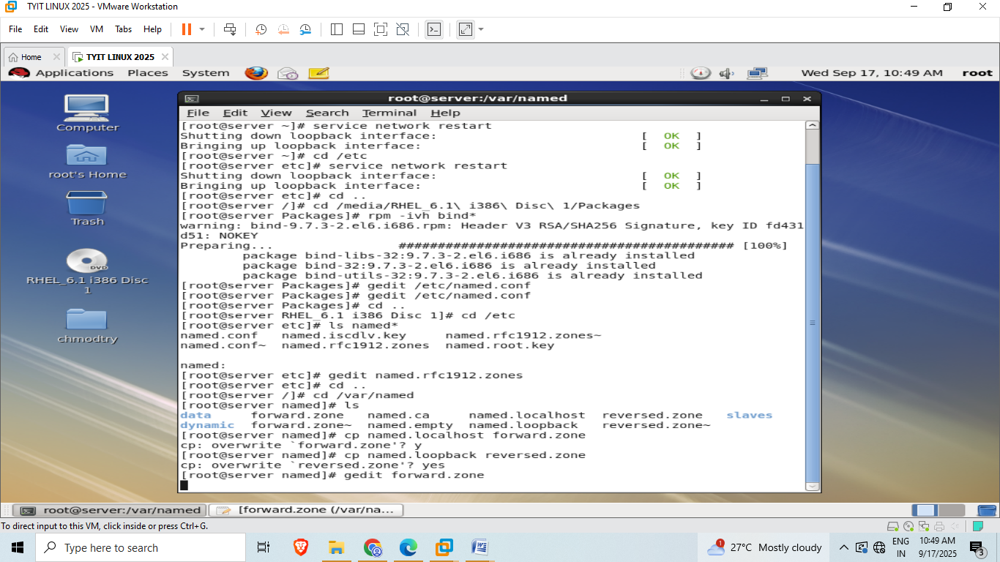 TYIT LINUX 2025 - VMware Workstation
File Edit View VM Tabs Help
Home TYIT LINUX 2025
Applications Places System Wed Sep 17, 10:49 AM root
Computer
root's Home
Trash
DVD
RHEL_6.1 i386 Disc
1
chmodtry
root@server:/var/named
File Edit View Search Terminal Help
[root@server ~]# service network restart
Shutting down loopback interface: [ OK ]
Bringing up loopback interface: [ OK ]
[root@server ~]# cd /etc
[root@server etc]# service network restart
Shutting down loopback interface: [ OK ]
Bringing up loopback interface: [ OK ]
[root@server etc]# cd ..
[root@server /]# cd /media/RHEL_6.1\ i386\ Disc\ 1/Packages
[root@server Packages]# rpm -ivh bind*
warning: bind-9.7.3-2.el6.i686.rpm: Header V3 RSA/SHA256 Signature, key ID fd431
d51: NOKEY
Preparing... ########################################### [100%]
package bind-libs-32:9.7.3-2.el6.i686 is already installed
package bind-32:9.7.3-2.el6.i686 is already installed
package bind-utils-32:9.7.3-2.el6.i686 is already installed
[root@server Packages]# gedit /etc/named.conf
[root@server Packages]# gedit /etc/named.conf
[root@server Packages]# cd ..
[root@server RHEL_6.1 i386 Disc 1]# cd /etc
[root@server etc]# ls named*
named.conf named.iscdlv.key named.rfc1912.zones~
named.conf~ named.rfc1912.zones named.root.key
named:
[root@server etc]# gedit named.rfc1912.zones
[root@server etc]# cd ..
[root@server /]# cd /var/named
[root@server named]# ls
data forward.zone named.ca named.localhost reversed.zone slaves
dynamic forward.zone~ named.empty named.loopback reversed.zone~
[root@server named]# cp named.localhost forward.zone
cp: overwrite `forward.zone'? y
[root@server named]# cp named.loopback reversed.zone
cp: overwrite `reversed.zone'? yes
[root@server named]# gedit forward.zone
root@server:/var/named [forward.zone (/var/na...
To direct input to this VM, click inside or press Ctrl+G.
Type here to search
1
27°C Mostly cloudy
ENG
IN
10:49 AM
9/17/2025
3